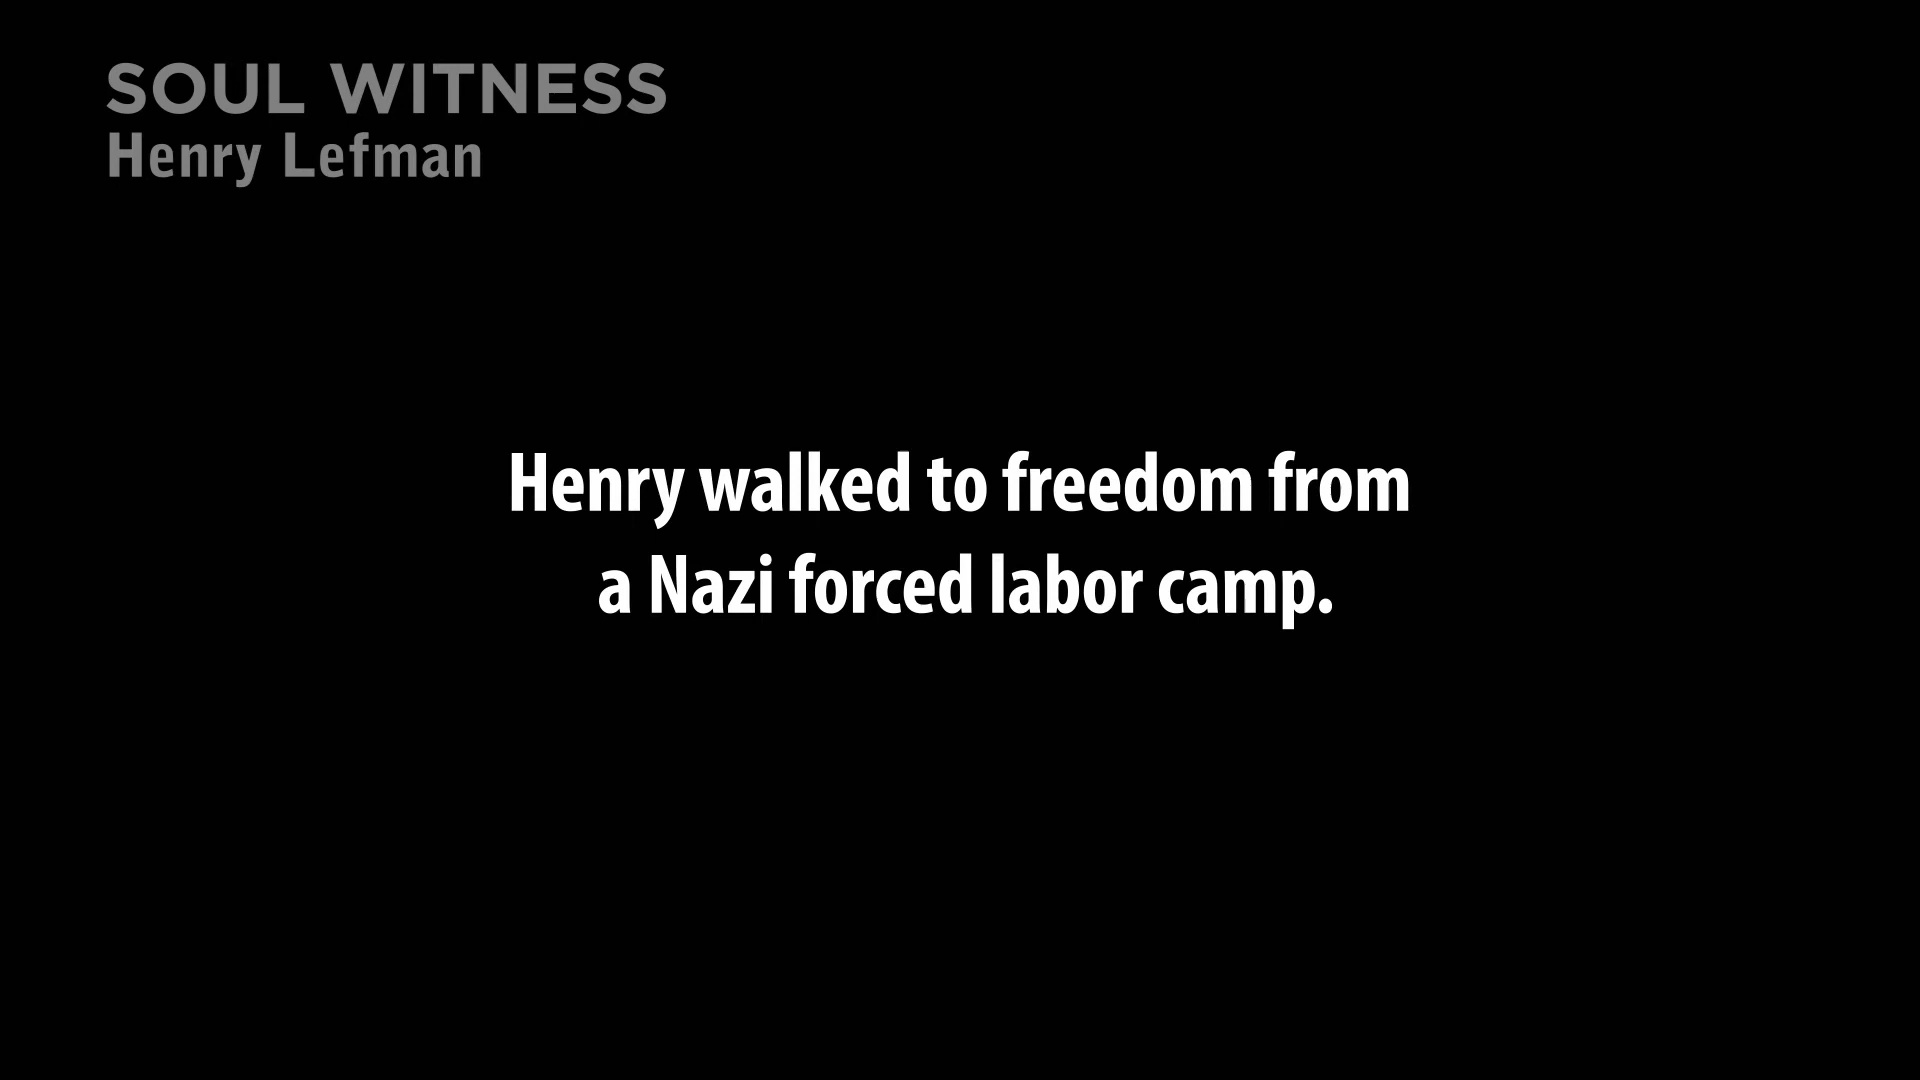 SOUL WITNESS
Henry Lefman
Henry walked to freedom from
a Nazi forced labor camp.